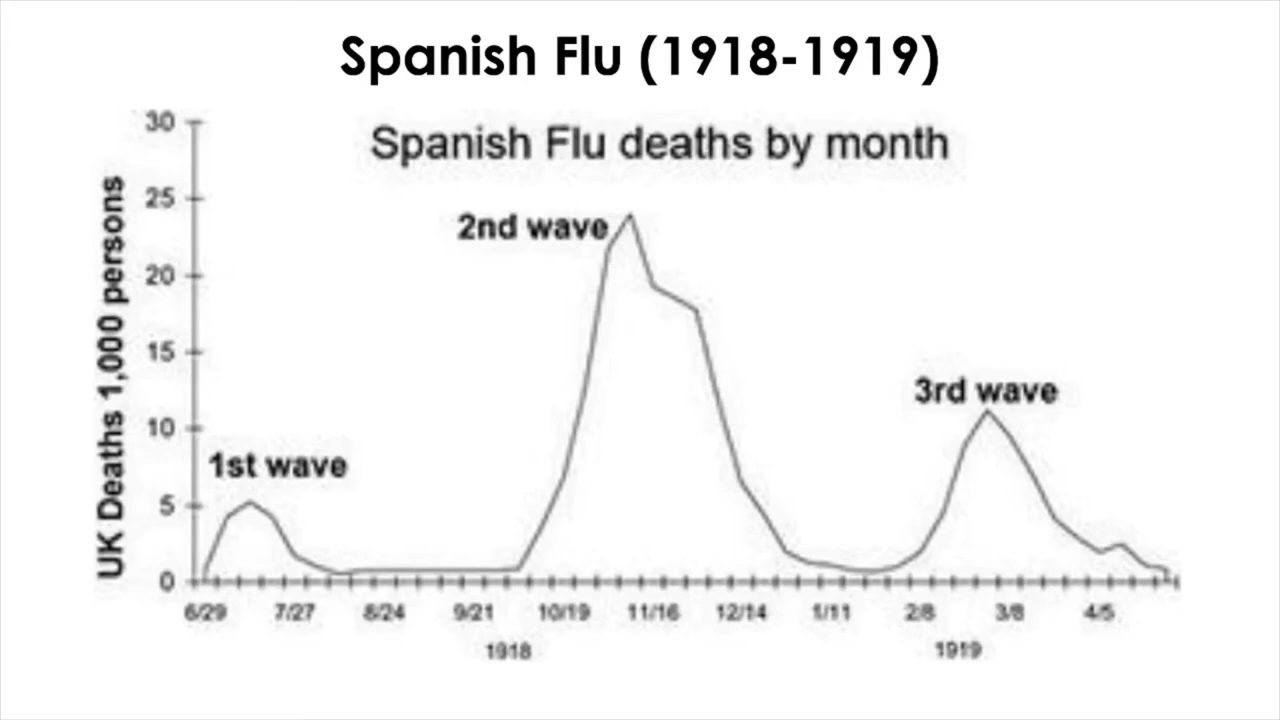 Spanish Flu (1918-1919)
Spanish Flu deaths by month
UK Deaths 1,000 persons
30
25
20
15
10
5
0
1st wave
2nd wave
3rd wave
6/29 7/27 8/24 9/21 10/19 11/16 12/14 1/11 2/8 3/8 4/5
1918 1919